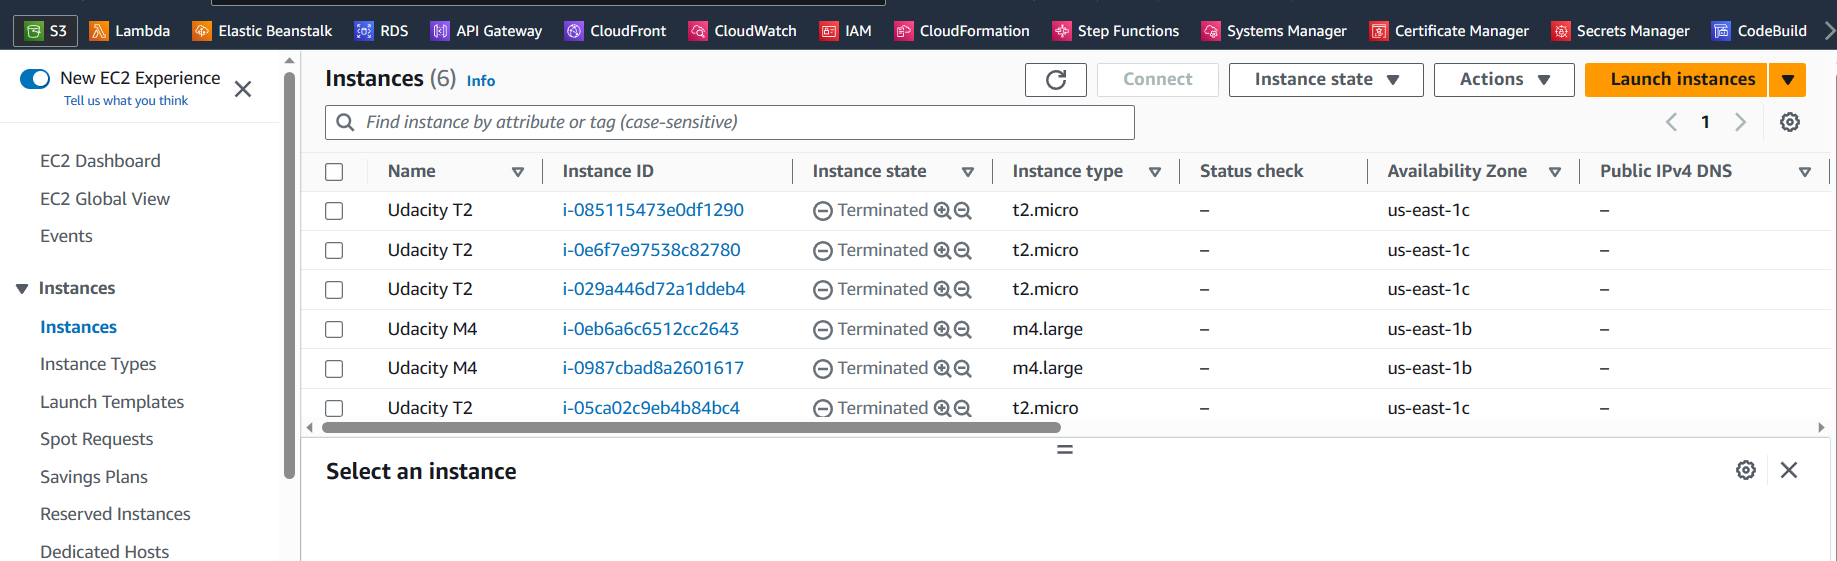 S3 Lambda Elastic Beanstalk RDS API Gateway CloudFront CloudWatch IAM CloudFormation Step Functions Systems Manager Certificate Manager Secrets Manager CodeBuild
New EC2 Experience
Tell us what you think
EC2 Dashboard
EC2 Global View
Events
Instances
Instances
Instance Types
Launch Templates
Spot Requests
Savings Plans
Reserved Instances
Dedicated Hosts
Instances (6) Info
Connect Instance state Actions Launch instances
Find instance by attribute or tag (case-sensitive)
1
Name Instance ID Instance state Instance type Status check Availability Zone Public IPv4 DNS
Udacity T2 i-085115473e0df1290 Terminated t2.micro – us-east-1c –
Udacity T2 i-0e6f7e97538c82780 Terminated t2.micro – us-east-1c –
Udacity T2 i-029a446d72a1ddeb4 Terminated t2.micro – us-east-1c –
Udacity M4 i-0eb6a6c6512cc2643 Terminated m4.large – us-east-1b –
Udacity M4 i-0987cbad8a2601617 Terminated m4.large – us-east-1b –
Udacity T2 i-05ca02c9eb4b84bc4 Terminated t2.micro – us-east-1c –
Select an instance